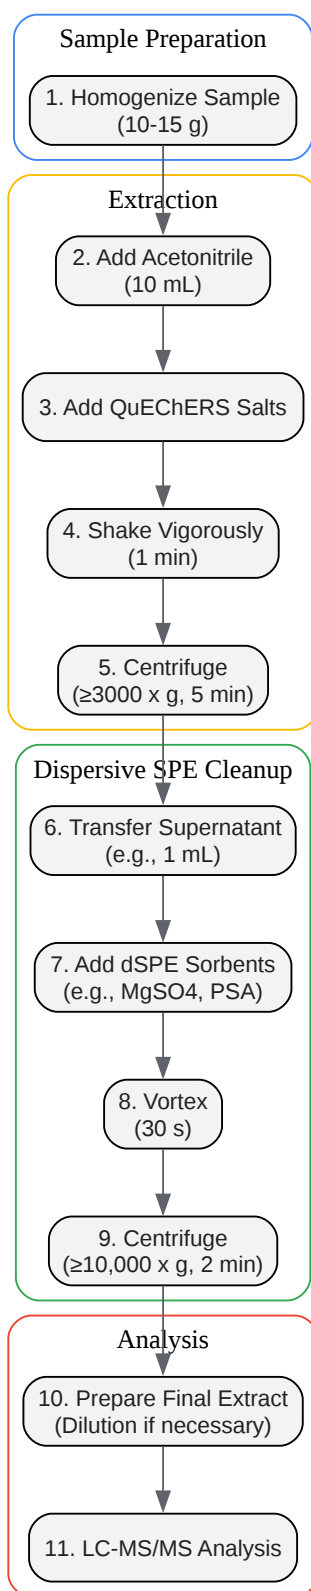 Sample Preparation
1. Homogenize Sample
(10-15 g)
Extraction
2. Add Acetonitrile
(10 mL)
3. Add QuEChERS Salts
4. Shake Vigorously
(1 min)
5. Centrifuge
(≥3000 x g, 5 min)
Dispersive SPE Cleanup
6. Transfer Supernatant
(e.g., 1 mL)
7. Add dSPE Sorbents
(e.g., MgSO4, PSA)
8. Vortex
(30 s)
9. Centrifuge
(≥10,000 x g, 2 min)
Analysis
10. Prepare Final Extract
(Dilution if necessary)
11. LC-MS/MS Analysis